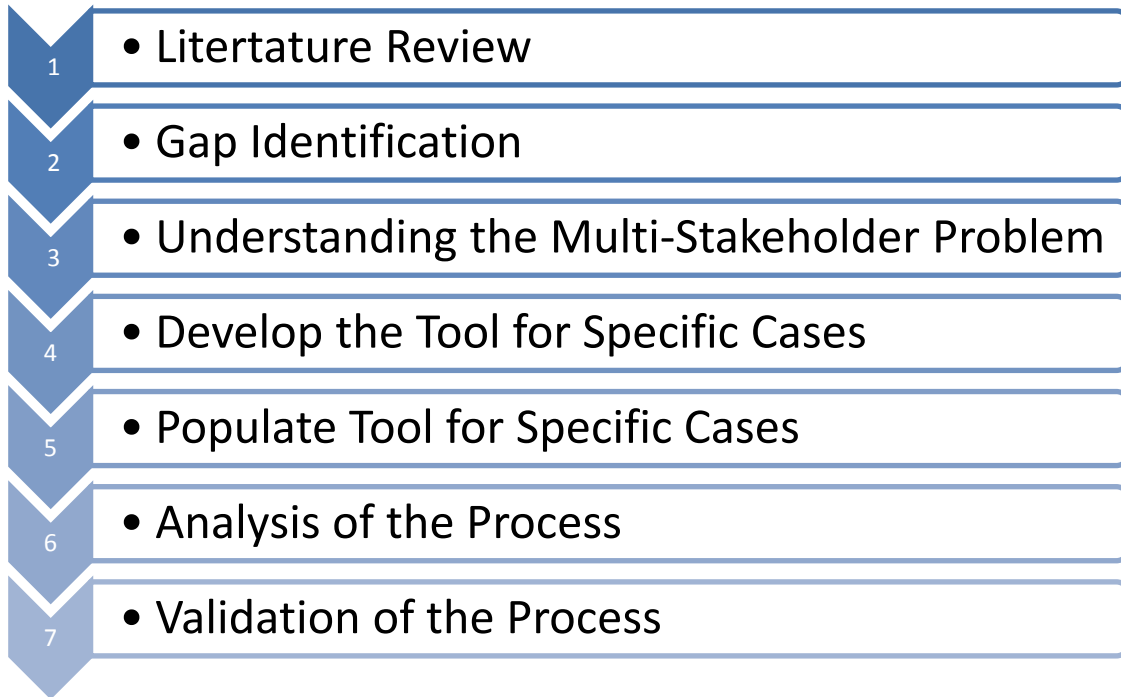 1 • Litertature Review
2 • Gap Identification
3 • Understanding the Multi-Stakeholder Problem
4 • Develop the Tool for Specific Cases
5 • Populate Tool for Specific Cases
6 • Analysis of the Process
7 • Validation of the Process